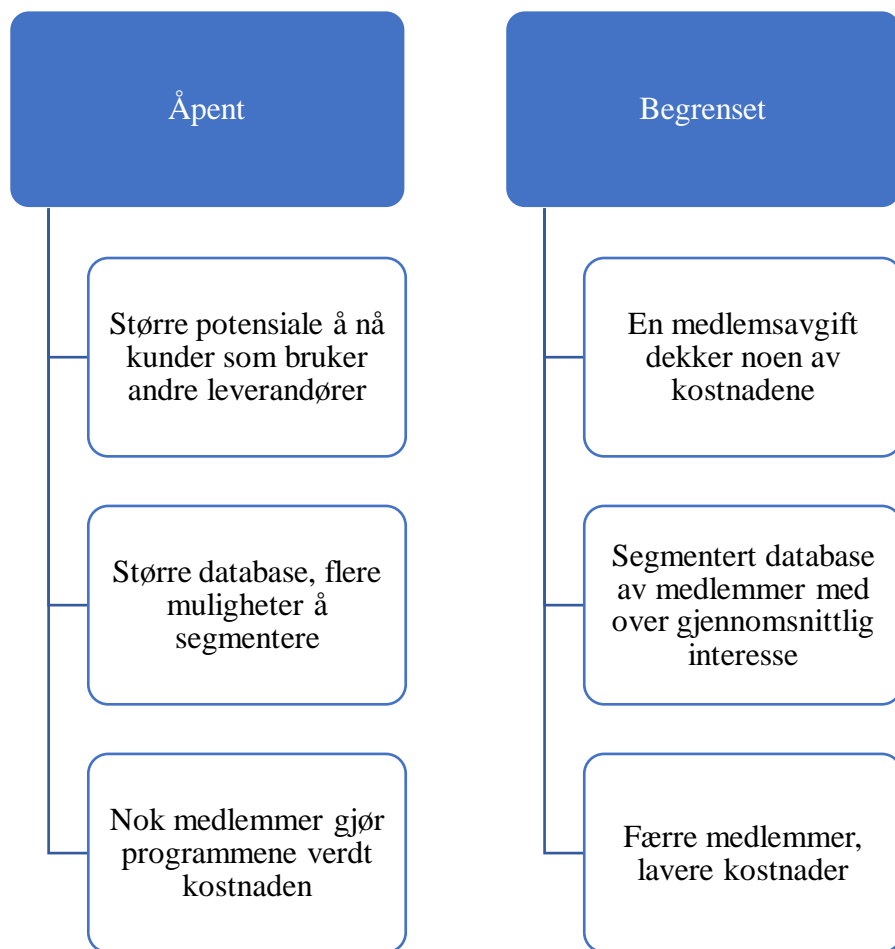 Åpent
Større potensiale å nå
kunder som bruker
andre leverandører
Større database, flere
muligheter å
segmentere
Nok medlemmer gjør
programmene verdt
kostnaden
Begrenset
En medlemsavgift
dekker noen av
kostnadene
Segmentert database
av medlemmer med
over gjennomsnittlig
interesse
Færre medlemmer,
lavere kostnader